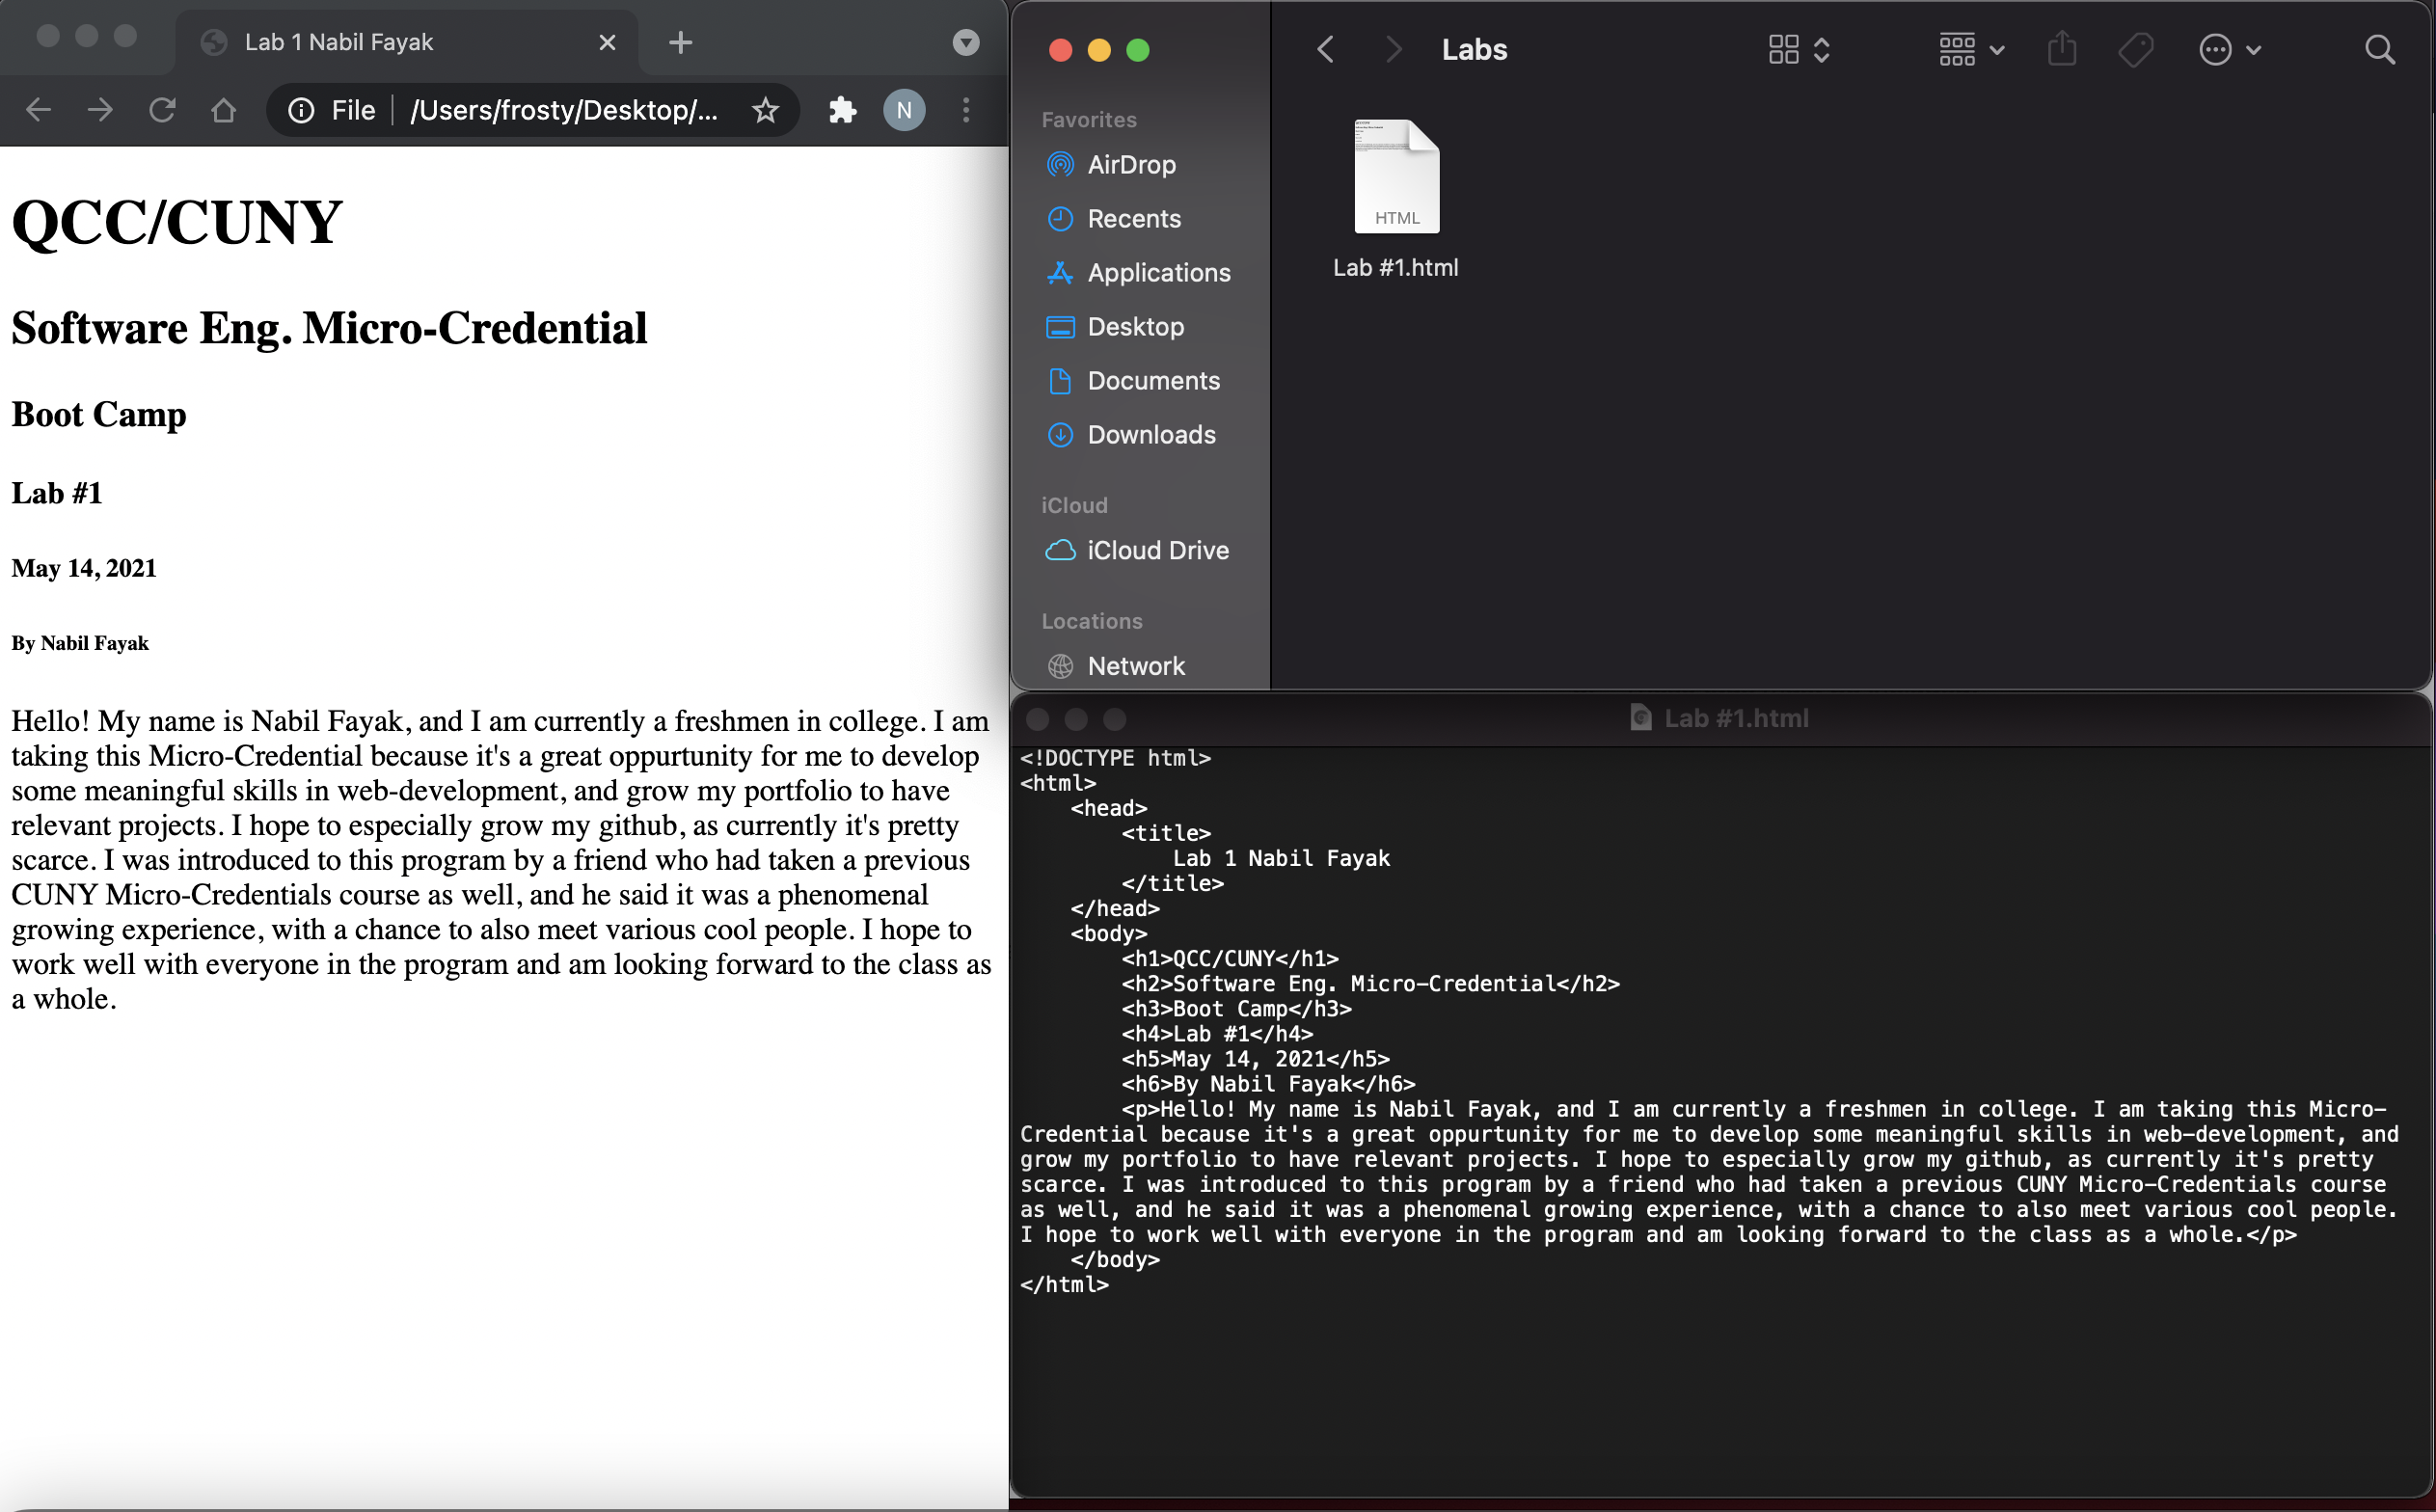 Lab 1 Nabil Fayak
File
/Users/frosty/Desktop/...
N
QCC/CUNY
Software Eng. Micro-Credential
Boot Camp
Lab #1
May 14, 2021
By Nabil Fayak
Hello! My name is Nabil Fayak, and I am currently a freshmen in college. I am
taking this Micro-Credential because it's a great oppurtunity for me to develop
some meaningful skills in web-development, and grow my portfolio to have
relevant projects. I hope to especially grow my github, as currently it's pretty
scarce. I was introduced to this program by a friend who had taken a previous
CUNY Micro-Credentials course as well, and he said it was a phenomenal
growing experience, with a chance to also meet various cool people. I hope to
work well with everyone in the program and am looking forward to the class as
a whole.
Labs
Favorites
AirDrop
Recents
Applications
Desktop
Documents
Downloads
iCloud
iCloud Drive
Locations
Network
HTML
Lab #1.html
Lab #1.html
<!DOCTYPE html>
<html>
    <head>
        <title>
            Lab 1 Nabil Fayak
        </title>
    </head>
    <body>
        <h1>QCC/CUNY</h1>
        <h2>Software Eng. Micro-Credential</h2>
        <h3>Boot Camp</h3>
        <h4>Lab #1</h4>
        <h5>May 14, 2021</h5>
        <h6>By Nabil Fayak</h6>
        <p>Hello! My name is Nabil Fayak, and I am currently a freshmen in college. I am taking this Micro-
Credential because it's a great oppurtunity for me to develop some meaningful skills in web-development, and
grow my portfolio to have relevant projects. I hope to especially grow my github, as currently it's pretty
scarce. I was introduced to this program by a friend who had taken a previous CUNY Micro-Credentials course
as well, and he said it was a phenomenal growing experience, with a chance to also meet various cool people.
I hope to work well with everyone in the program and am looking forward to the class as a whole.</p>
    </body>
</html>